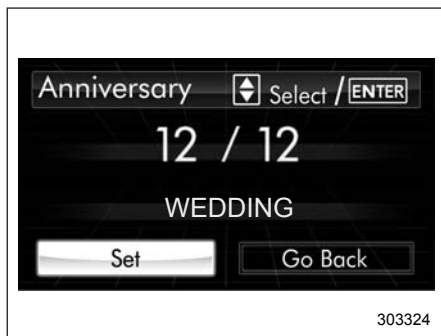 Anniversary Select / ENTER
12 / 12
WEDDING
Set Go Back
303324